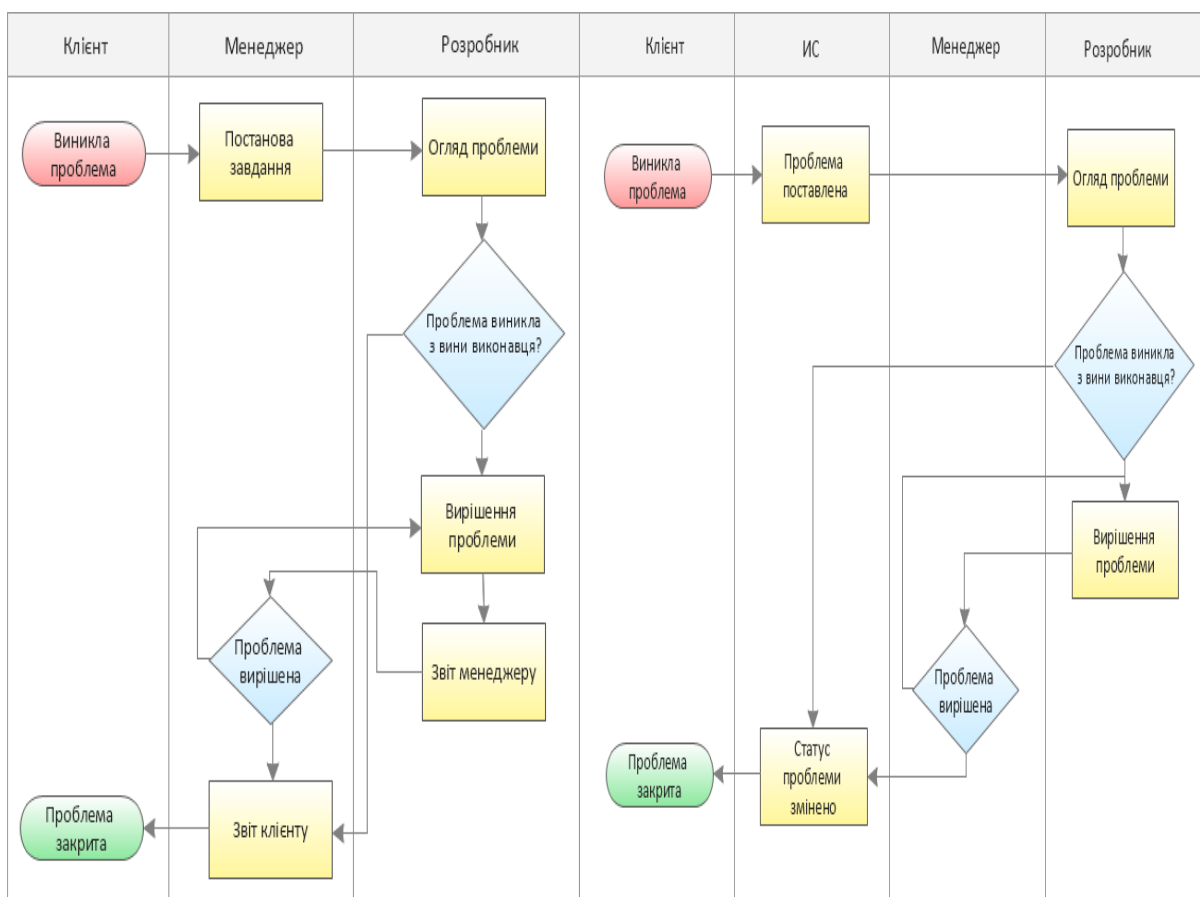 Клієнт
Менеджер
Розробник
Виникла
проблема
Постанова
завдання
Огляд проблеми
Проблема виникла
з вини виконавця?
Вирішення
проблеми
Проблема
вирішена
Звіт менеджеру
Проблема
закрита
Звіт клієнту
Клієнт
ИС
Менеджер
Розробник
Виникла
проблема
Проблема
поставлена
Огляд проблеми
Проблема виникла
з вини виконавця?
Вирішення
проблеми
Проблема
вирішена
Проблема
закрита
Статус
проблеми
змінено